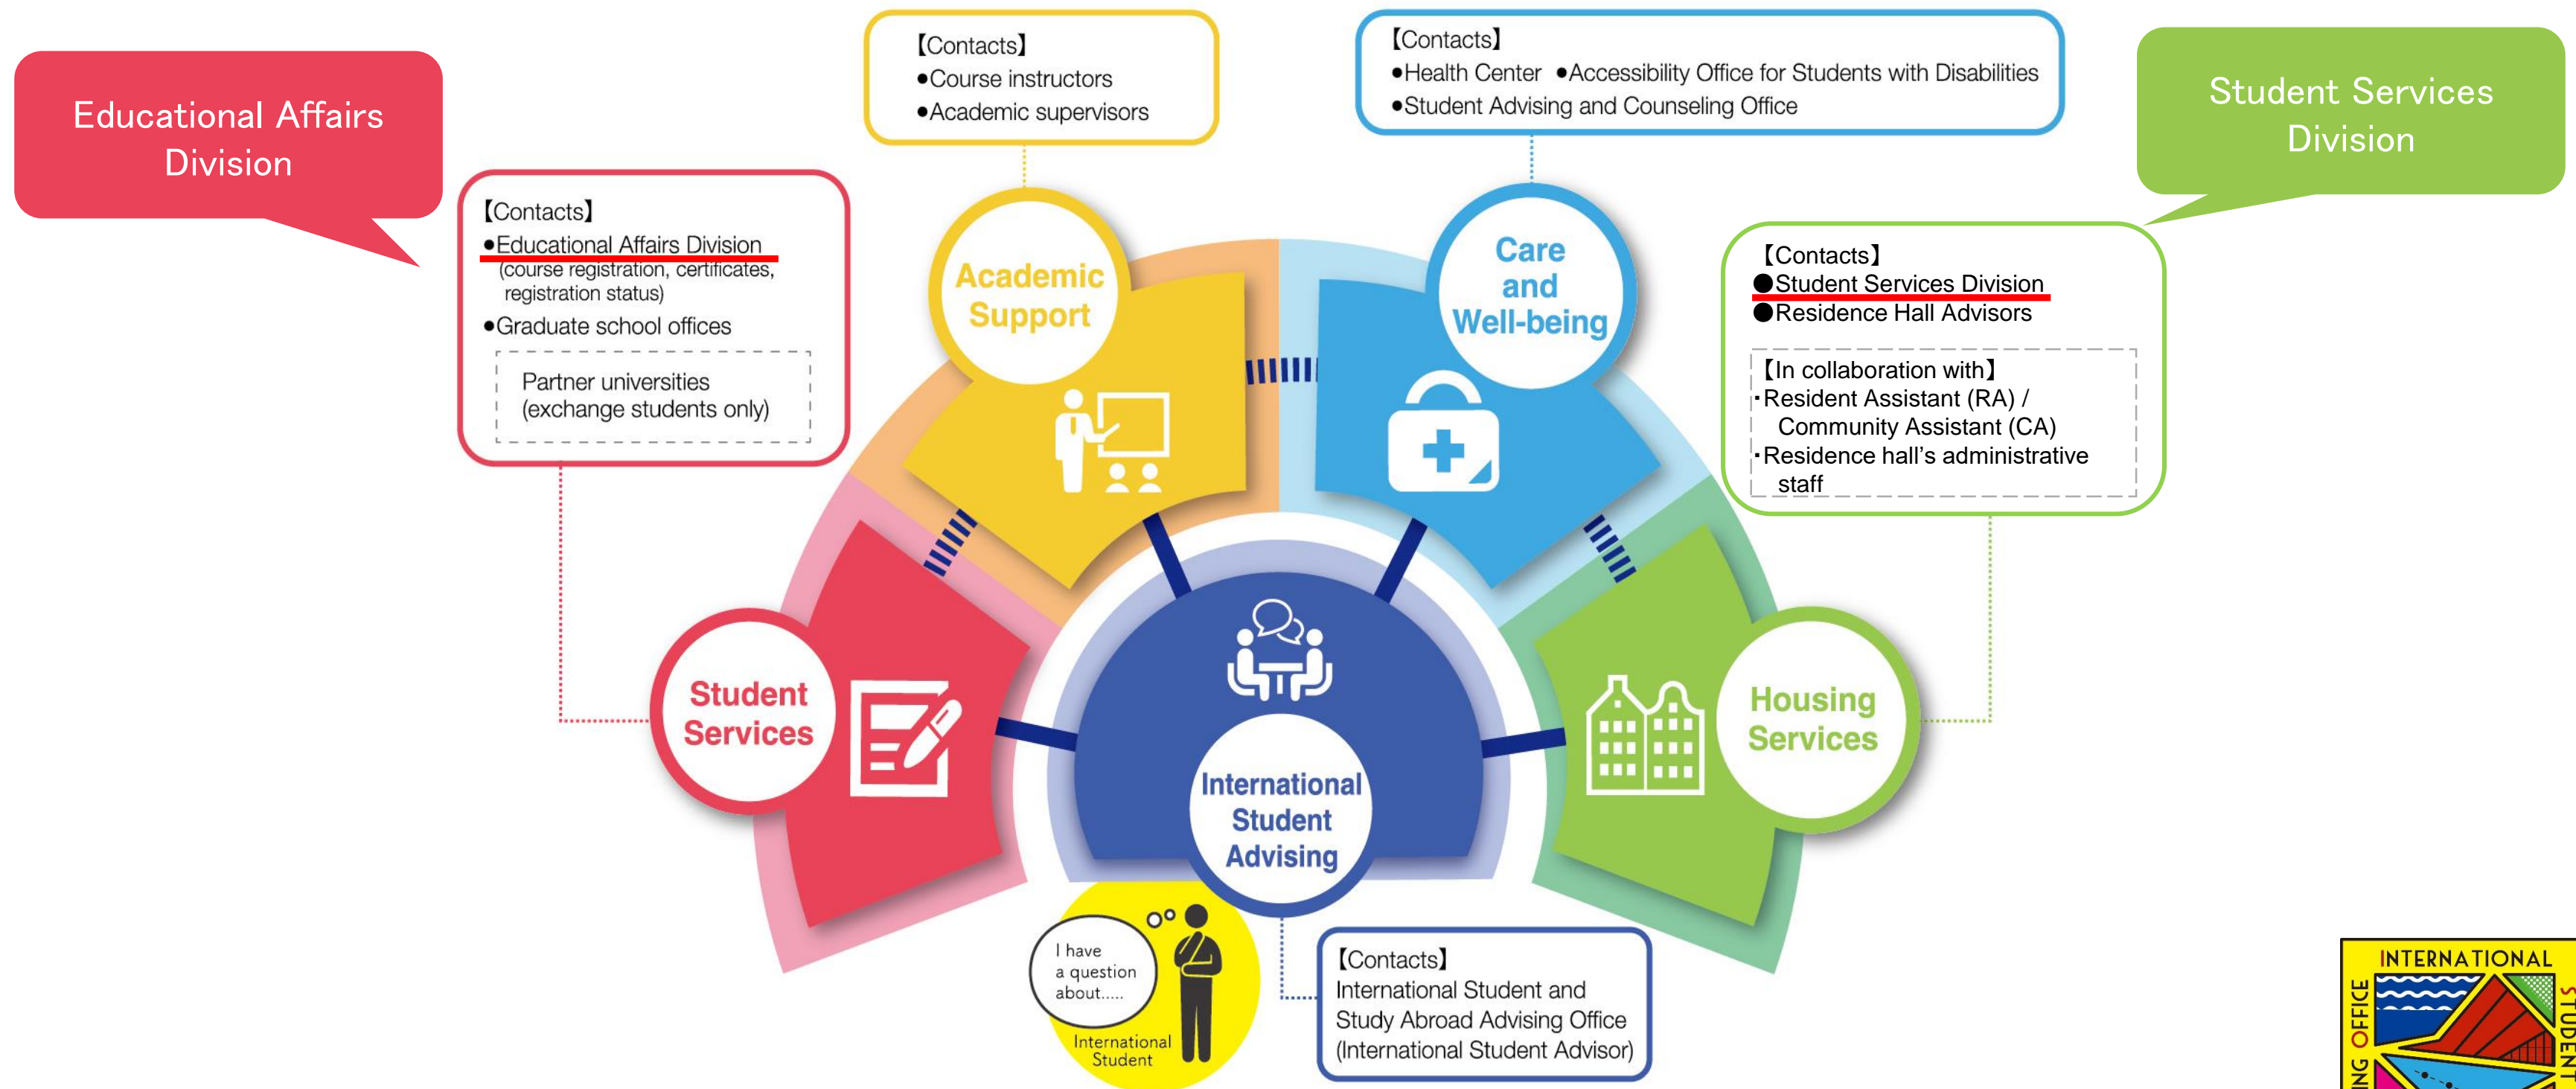 Educational Affairs
Division
【Contacts】
●Course instructors
●Academic supervisors
【Contacts】
●Health Center ●Accessibility Office for Students with Disabilities
●Student Advising and Counseling Office
Student Services
Division
【Contacts】
●Educational Affairs Division
(course registration, certificates,
registration status)
●Graduate school offices
Partner universities
(exchange students only)
Academic
Support
Care
and
Well-being
【Contacts】
●Student Services Division
●Residence Hall Advisors
【In collaboration with】
・Resident Assistant (RA) /
Community Assistant (CA)
・Residence hall's administrative
staff
Student
Services
Housing
Services
International
Student
Advising
I have
a question
about.....
International
Student
【Contacts】
International Student and
Study Abroad Advising Office
(International Student Advisor)
INTERNATIONAL
STUDENT
OFFICE